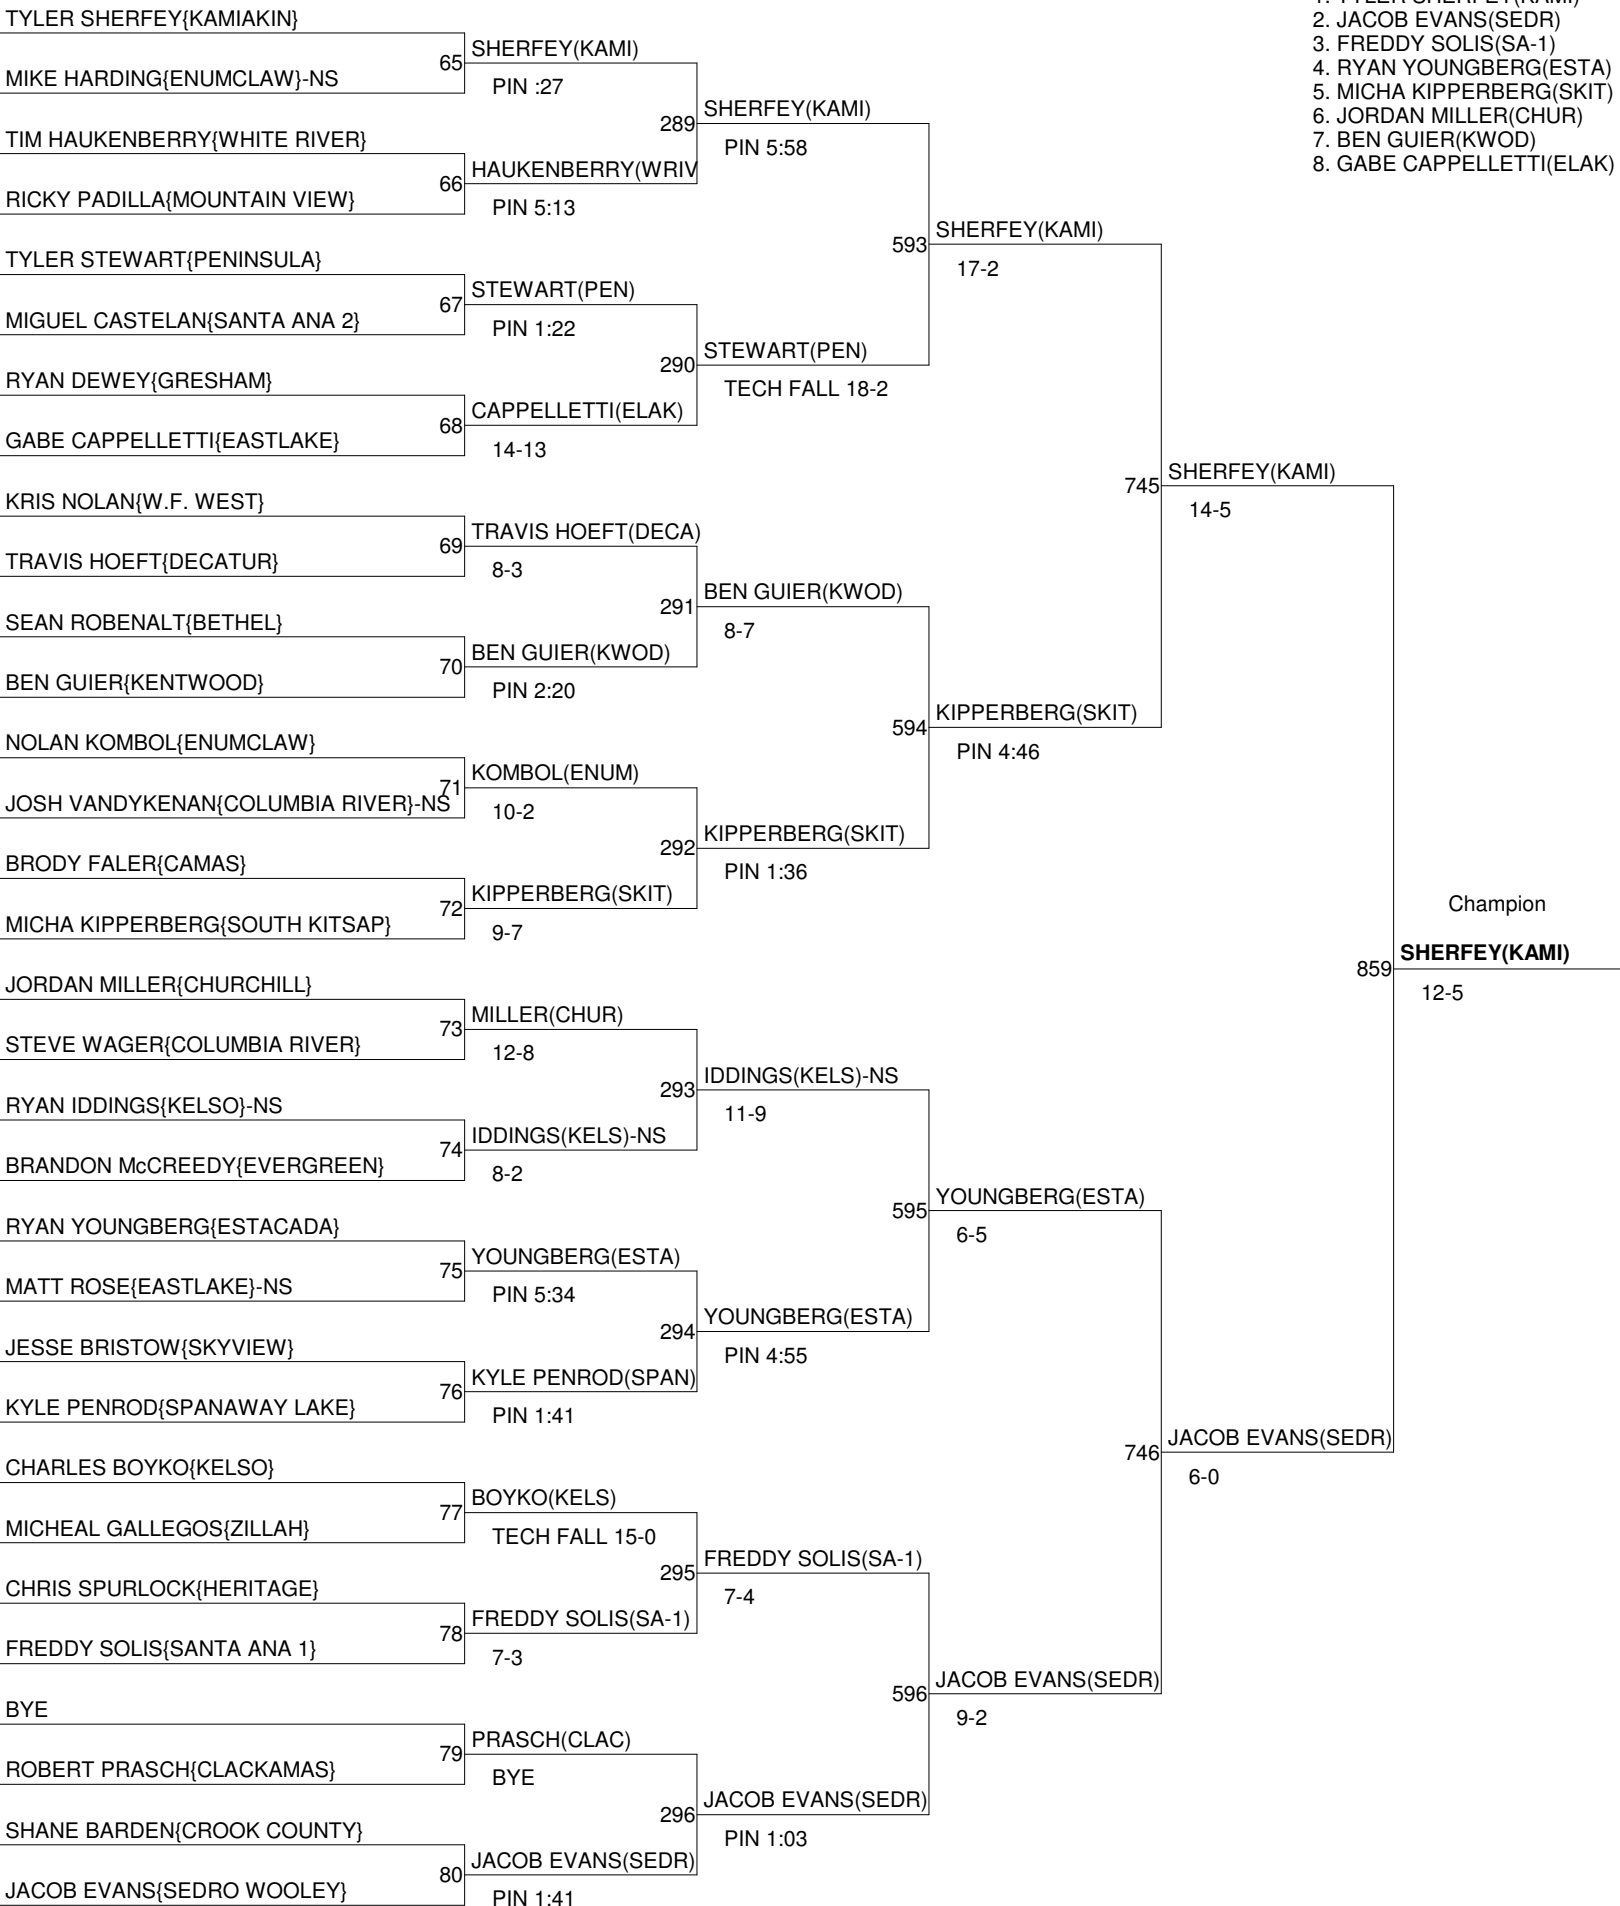 1. TYLER SHERFEY(KAMI)
2. JACOB EVANS(SEDR)
3. FREDDY SOLIS(SA-1)
4. RYAN YOUNGBERG(ESTA)
5. MICHA KIPPERBERG(SKIT)
6. JORDAN MILLER(CHUR)
7. BEN GUIER(KWOD)
8. GABE CAPPELLETTI(ELAK)
TYLER SHERFEY{KAMIAKIN}
MIKE HARDING{ENUMCLAW}-NS
TIM HAUKENBERRY{WHITE RIVER}
RICKY PADILLA{MOUNTAIN VIEW}
TYLER STEWART{PENINSULA}
MIGUEL CASTELAN{SANTA ANA 2}
RYAN DEWEY{GRESHAM}
GABE CAPPELLETTI{EASTLAKE}
KRIS NOLAN{W.F. WEST}
TRAVIS HOEFT{DECATUR}
SEAN ROBENALT{BETHEL}
BEN GUIER{KENTWOOD}
NOLAN KOMBOL{ENUMCLAW}
JOSH VANDYKENAN{COLUMBIA RIVER}-NS
BRODY FALER{CAMAS}
MICHA KIPPERBERG{SOUTH KITSAP}
JORDAN MILLER{CHURCHILL}
STEVE WAGER{COLUMBIA RIVER}
RYAN IDDINGS{KELSO}-NS
BRANDON McCREEDY{EVERGREEN}
RYAN YOUNGBERG{ESTACADA}
MATT ROSE{EASTLAKE}-NS
JESSE BRISTOW{SKYVIEW}
KYLE PENROD{SPANAWAY LAKE}
CHARLES BOYKO{KELSO}
MICHEAL GALLEGOS{ZILLAH}
CHRIS SPURLOCK{HERITAGE}
FREDDY SOLIS{SANTA ANA 1}
BYE
ROBERT PRASCH{CLACKAMAS}
SHANE BARDEN{CROOK COUNTY}
JACOB EVANS{SEDRO WOOLEY}
65 SHERFEY(KAMI)
PIN :27
66 HAUKENBERRY(WRIV
PIN 5:13
67 STEWART(PEN)
PIN 1:22
68 CAPPELLETTI(ELAK)
14-13
69 TRAVIS HOEFT(DECA)
8-3
70 BEN GUIER(KWOD)
PIN 2:20
71 KOMBOL(ENUM)
10-2
72 KIPPERBERG(SKIT)
9-7
73 MILLER(CHUR)
12-8
74 IDDINGS(KELS)-NS
8-2
75 YOUNGBERG(ESTA)
PIN 5:34
76 KYLE PENROD(SPAN)
PIN 1:41
77 BOYKO(KELS)
TECH FALL 15-0
78 FREDDY SOLIS(SA-1)
7-3
79 PRASCH(CLAC)
BYE
80 JACOB EVANS(SEDR)
PIN 1:41
289 SHERFEY(KAMI)
PIN 5:58
290 STEWART(PEN)
TECH FALL 18-2
291 BEN GUIER(KWOD)
8-7
292 KIPPERBERG(SKIT)
PIN 1:36
293 IDDINGS(KELS)-NS
11-9
294 YOUNGBERG(ESTA)
PIN 4:55
295 FREDDY SOLIS(SA-1)
7-4
296 JACOB EVANS(SEDR)
PIN 1:03
593 SHERFEY(KAMI)
17-2
594 KIPPERBERG(SKIT)
PIN 4:46
595 YOUNGBERG(ESTA)
6-5
596 JACOB EVANS(SEDR)
9-2
745 SHERFEY(KAMI)
14-5
746 JACOB EVANS(SEDR)
6-0
Champion
859 SHERFEY(KAMI)
12-5